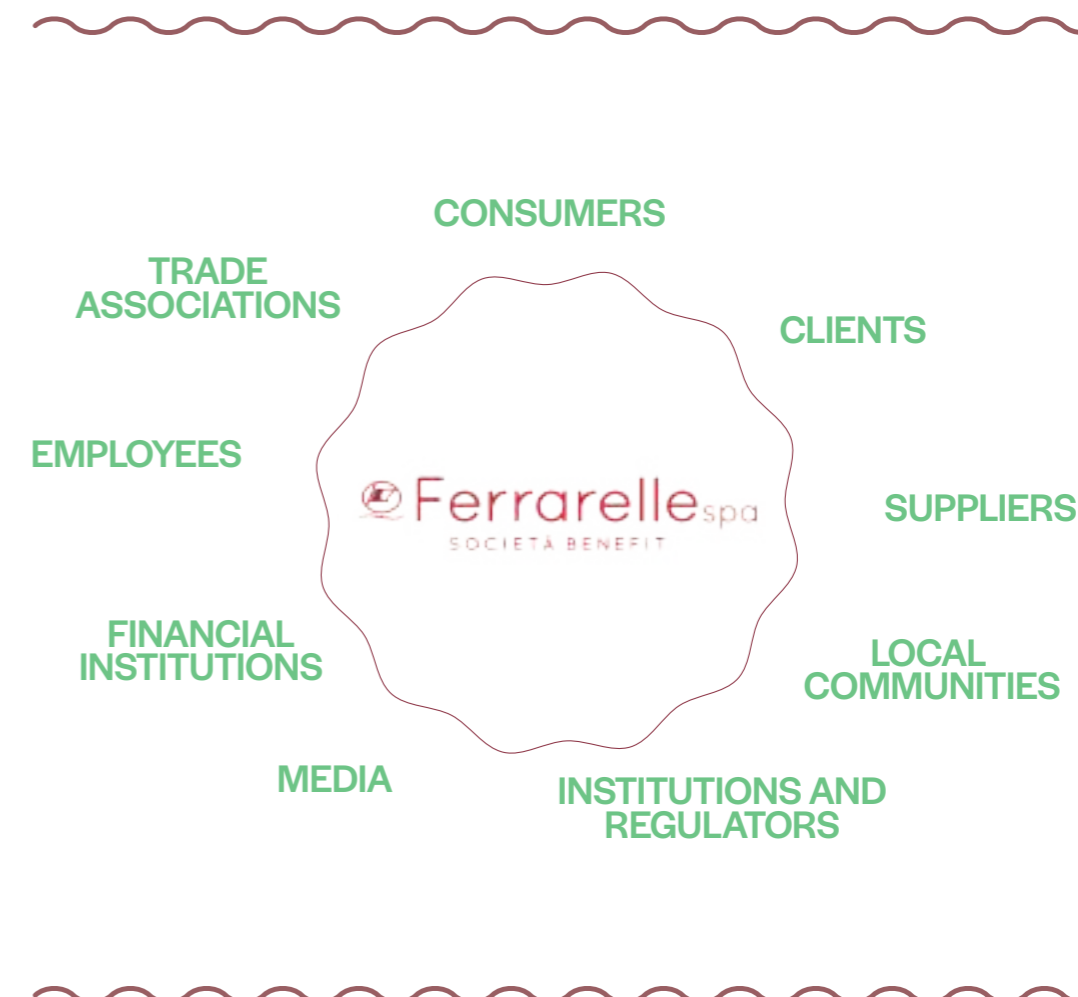 CONSUMERS
TRADE
ASSOCIATIONS
CLIENTS
EMPLOYEES
Ferrarelle spa
SOCIETÀ BENEFIT
SUPPLIERS
FINANCIAL
INSTITUTIONS
LOCAL
COMMUNITIES
MEDIA
INSTITUTIONS AND
REGULATORS